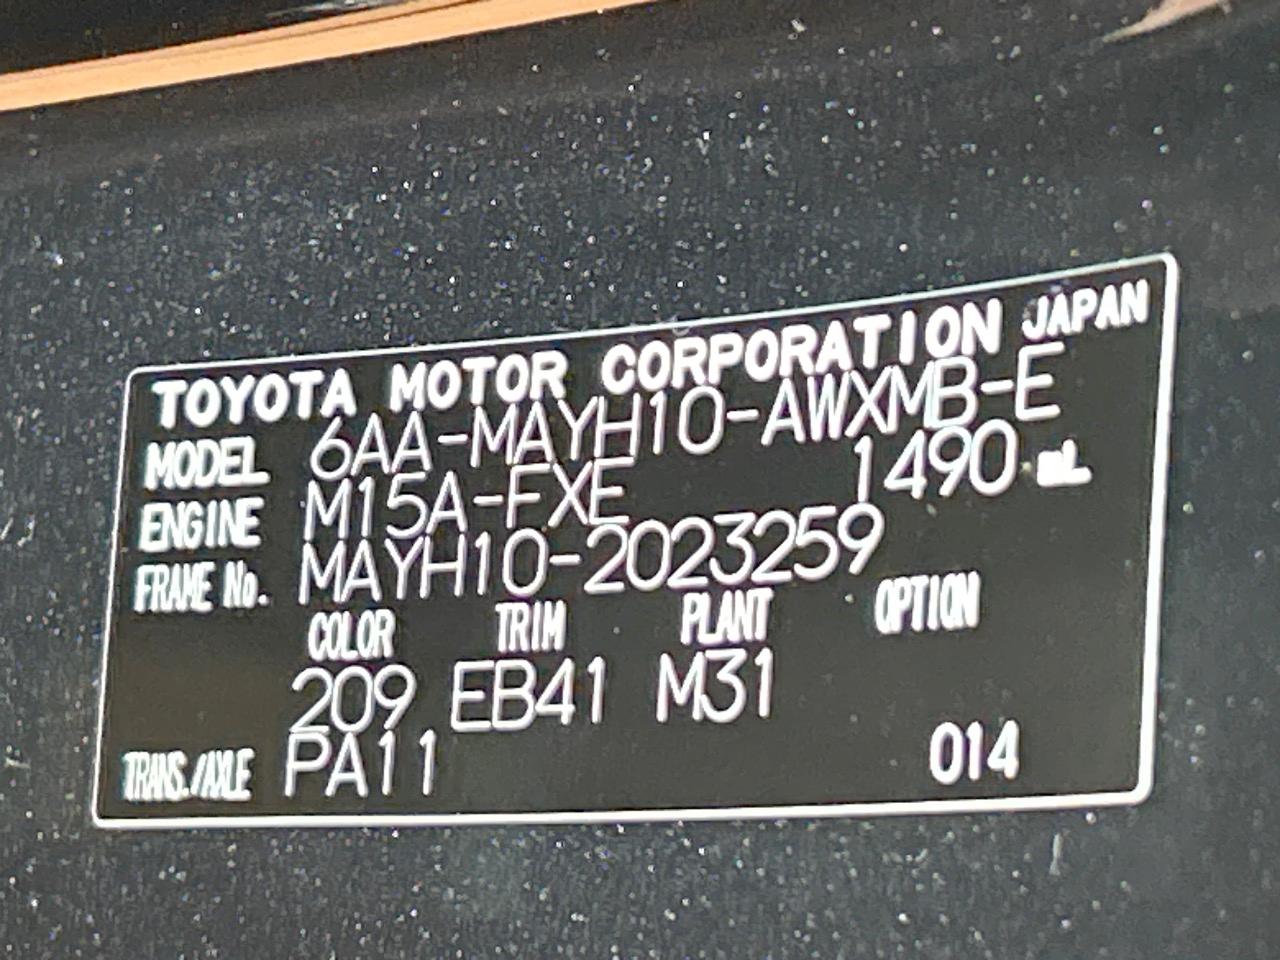 TOYOTA MOTOR CORPORATION JAPAN
MODEL 6AA-MAYH10-AWXMB-E
ENGINE M15A-FXE 1490 mL
FRAME No. MAYH10-2023259
COLOR TRIM PLANT OPTION
209 EB41 M31
TRANS./AXLE PA11 014